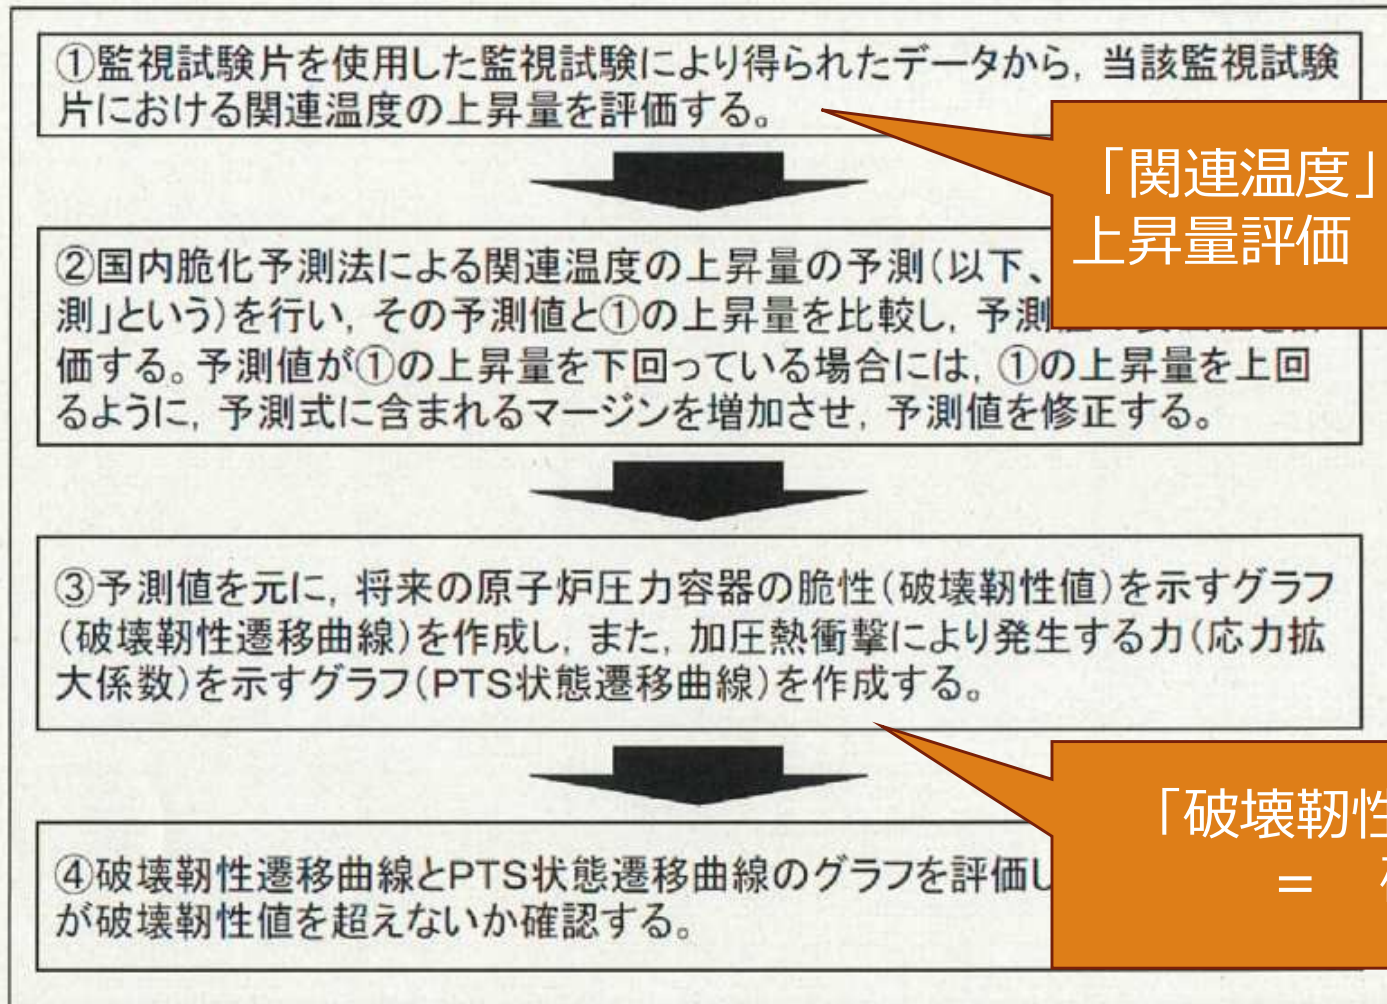 ①監視試験片を使用した監視試験により得られたデータから，当該監視試験
片における関連温度の上昇量を評価する。
「関連温度」
上昇量評価
②国内脆化予測法による関連温度の上昇量の予測(以下、
測」という)を行い，その予測値と①の上昇量を比較し，予測
価する。予測値が①の上昇量を下回っている場合には，①の上昇量を上回
るように，予測式に含まれるマージンを増加させ，予測値を修正する。
③予測値を元に，将来の原子炉圧力容器の脆性(破壊靭性値)を示すグラフ
(破壊靭性遷移曲線)を作成し，また，加圧熱衝撃により発生する力(応力拡
大係数)を示すグラフ(PTS状態遷移曲線)を作成する。
「破壊靭性
＝
④破壊靭性遷移曲線とPTS状態遷移曲線のグラフを評価し
が破壊靭性値を超えないか確認する。